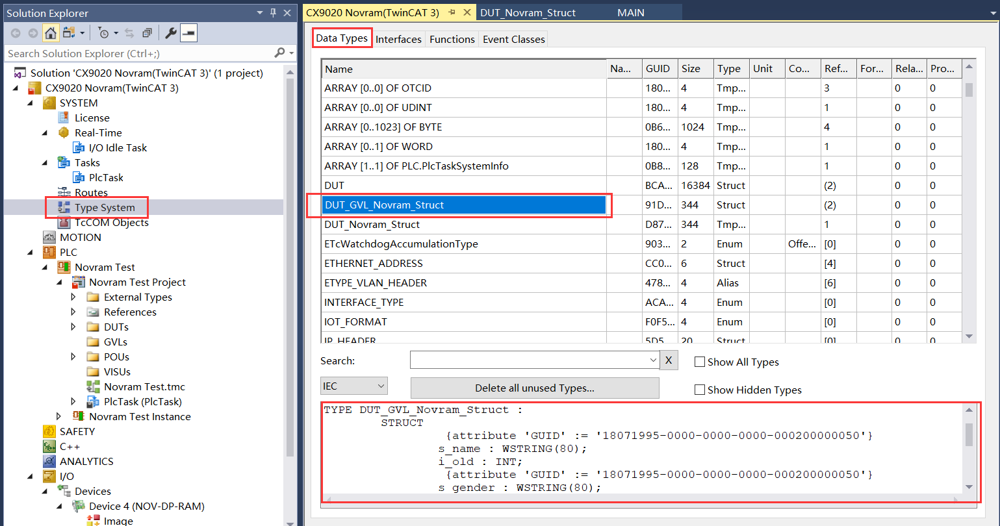 Solution Explorer
Search Solution Explorer (Ctrl+;)
Solution 'CX9020 Novram(TwinCAT 3)' (1 project)
CX9020 Novram(TwinCAT 3)
SYSTEM
License
Real-Time
I/O Idle Task
Tasks
PlcTask
Routes
Type System
TcCOM Objects
MOTION
PLC
Novram Test
Novram Test Project
External Types
References
DUTs
GVLs
POUs
VISUs
Novram Test.tmc
PlcTask (PlcTask)
Novram Test Instance
SAFETY
C++
ANALYTICS
I/O
Devices
Device 4 (NOV-DP-RAM)
Image
CX9020 Novram(TwinCAT 3) DUT_Novram_Struct MAIN
Data Types Interfaces Functions Event Classes
Name Na... GUID Size Type Unit Co... Ref... For... Rela... Pro...
ARRAY [0..0] OF OTCID 180... 4 Tmp... 3 0 0
ARRAY [0..0] OF UDINT 180... 4 Tmp... 1 0 0
ARRAY [0..1023] OF BYTE 0B6... 1024 Tmp... 4 0 0
ARRAY [0..1] OF WORD 180... 4 Tmp... 1 0 0
ARRAY [1..1] OF PLC.PlcTaskSystemInfo 0B8... 128 Tmp... 1 0 0
DUT BCA... 16384 Struct (2) 0 0
DUT_GVL_Novram_Struct 91D... 344 Struct (2) 0 0
DUT_Novram_Struct D87... 344 Tmp... 1 0 0
ETcWatchdogAccumulationType 903... 2 Enum Offe... [0] 0 0
ETHERNET_ADDRESS CC0... 6 Struct [4] 0 0
ETYPE_VLAN_HEADER 478... 4 Alias [6] 0 0
INTERFACE_TYPE ACA... 4 Enum [0] 0 0
IOT_FORMAT F0F5... 4 Enum [0] 0 0
IP_HEADER 5D5... 20 Struct [0] 0 0
Search: X Show All Types
IEC Delete all unused Types... Show Hidden Types
TYPE DUT_GVL_Novram_Struct :
STRUCT
{attribute 'GUID' := '18071995-0000-0000-0000-000200000050'}
s_name : WSTRING(80);
i_old : INT;
{attribute 'GUID' := '18071995-0000-0000-0000-000200000050'}
s_gender : WSTRING(80);